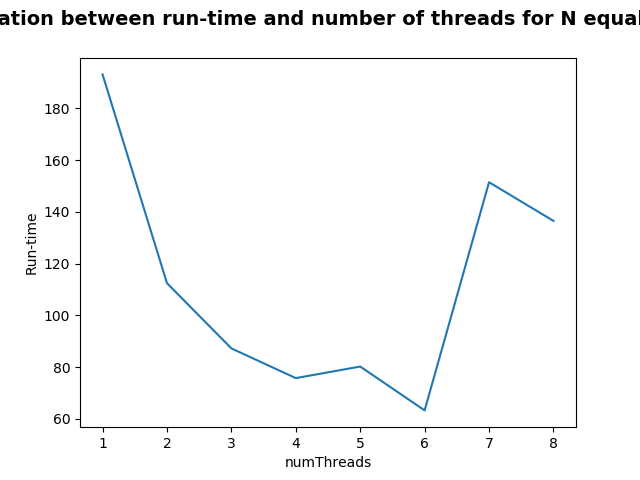 ation between run-time and number of threads for N equal
180
160
140
120
100
80
60
Run-time
1 2 3 4 5 6 7 8
numThreads